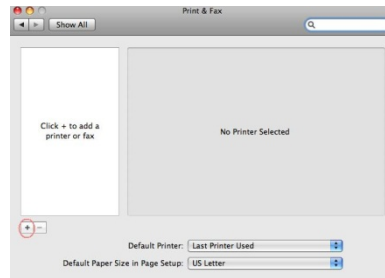 Print & Fax
Show All
Click + to add a
printer or fax
No Printer Selected
+ -
Default Printer: Last Printer Used
Default Paper Size in Page Setup: US Letter